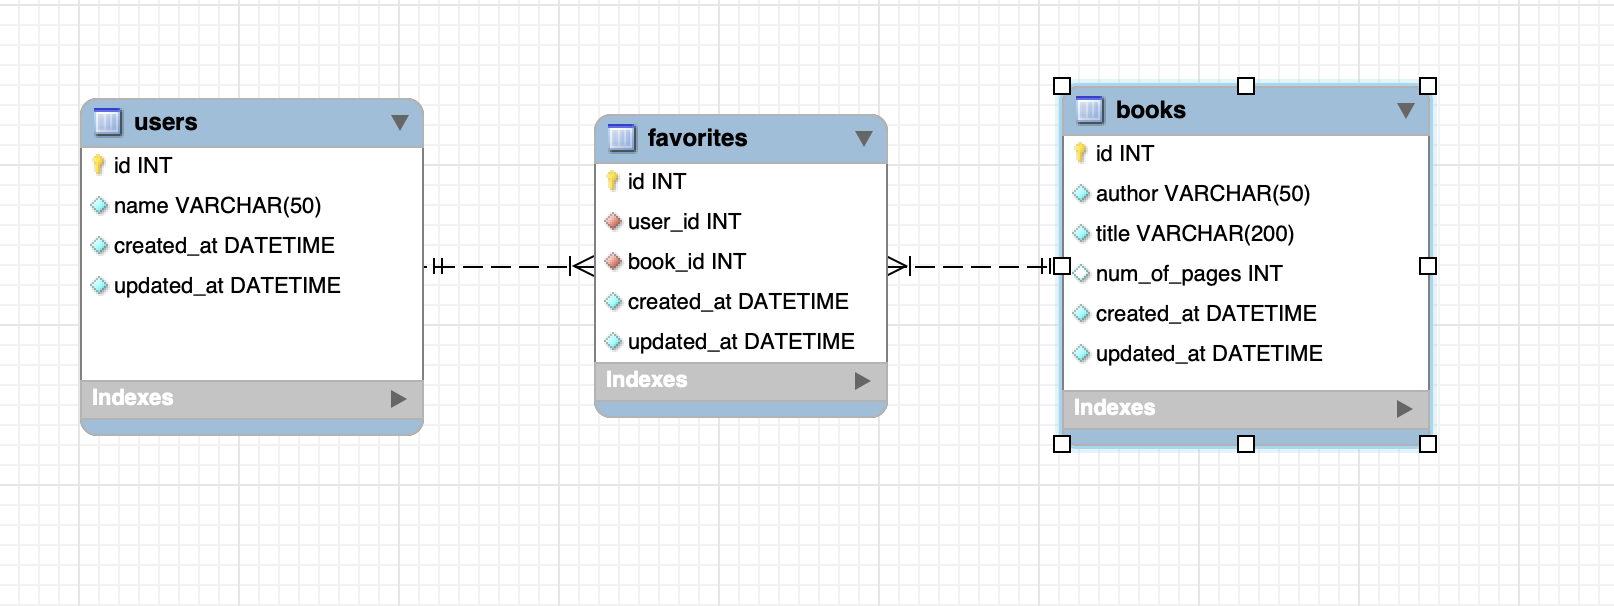 users
id INT
name VARCHAR(50)
created_at DATETIME
updated_at DATETIME
Indexes
favorites
id INT
user_id INT
book_id INT
created_at DATETIME
updated_at DATETIME
Indexes
books
id INT
author VARCHAR(50)
title VARCHAR(200)
num_of_pages INT
created_at DATETIME
updated_at DATETIME
Indexes